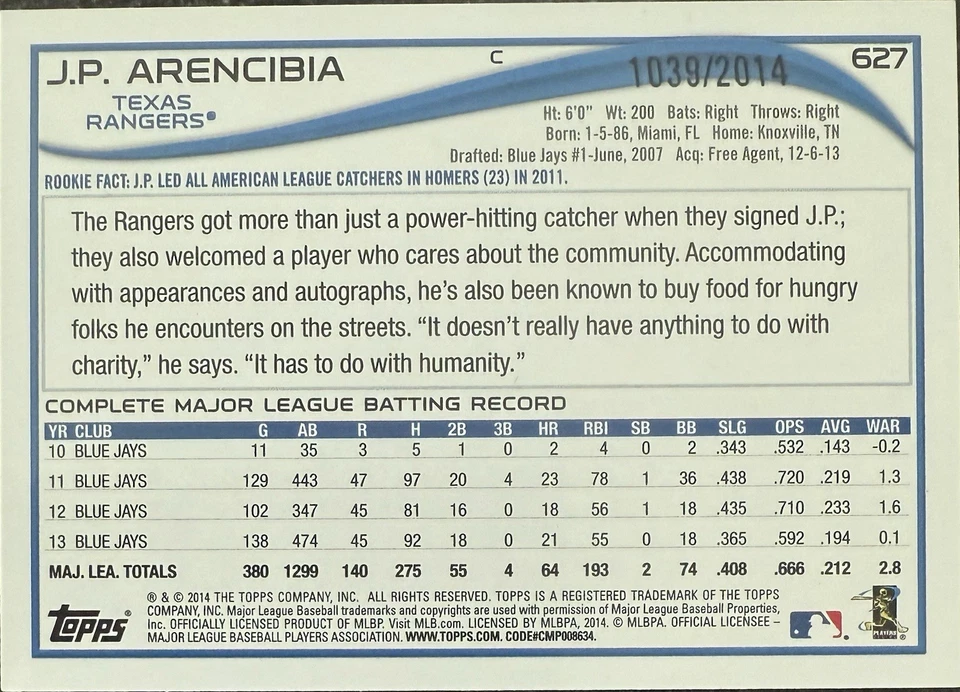 J.P. ARENCIBIA C 1039/2014 627
TEXAS
RANGERS®
Ht: 6'0" Wt: 200 Bats: Right Throws: Right
Born: 1-5-86, Miami, FL Home: Knoxville, TN
Drafted: Blue Jays #1-June, 2007 Acq: Free Agent, 12-6-13
ROOKIE FACT: J.P. LED ALL AMERICAN LEAGUE CATCHERS IN HOMERS (23) IN 2011.
The Rangers got more than just a power-hitting catcher when they signed J.P.;
they also welcomed a player who cares about the community. Accommodating
with appearances and autographs, he's also been known to buy food for hungry
folks he encounters on the streets. “It doesn't really have anything to do with
charity,” he says. “It has to do with humanity.”
COMPLETE MAJOR LEAGUE BATTING RECORD
YR CLUB G AB R H 2B 3B HR RBI SB BB SLG OPS AVG WAR
10 BLUE JAYS 11 35 3 5 1 0 2 4 0 2 .343 .532 .143 -0.2
11 BLUE JAYS 129 443 47 97 20 4 23 78 1 36 .438 .720 .219 1.3
12 BLUE JAYS 102 347 45 81 16 0 18 56 1 18 .435 .710 .233 1.6
13 BLUE JAYS 138 474 45 92 18 0 21 55 0 18 .365 .592 .194 0.1
MAJ. LEA. TOTALS 380 1299 140 275 55 4 64 193 2 74 .408 .666 .212 2.8
® & © 2014 THE TOPPS COMPANY, INC. ALL RIGHTS RESERVED. TOPPS IS A REGISTERED TRADEMARK OF THE TOPPS
COMPANY, INC. Major League Baseball trademarks and copyrights are used with permission of Major League Baseball Properties,
Inc. OFFICIALLY LICENSED PRODUCT OF MLBP. Visit MLB.com. LICENSED BY MLBPA, 2014. © MLBPA. OFFICIAL LICENSEE –
MAJOR LEAGUE BASEBALL PLAYERS ASSOCIATION. WWW.TOPPS.COM. CODE#CMP008634.
Topps®
PLAYERS